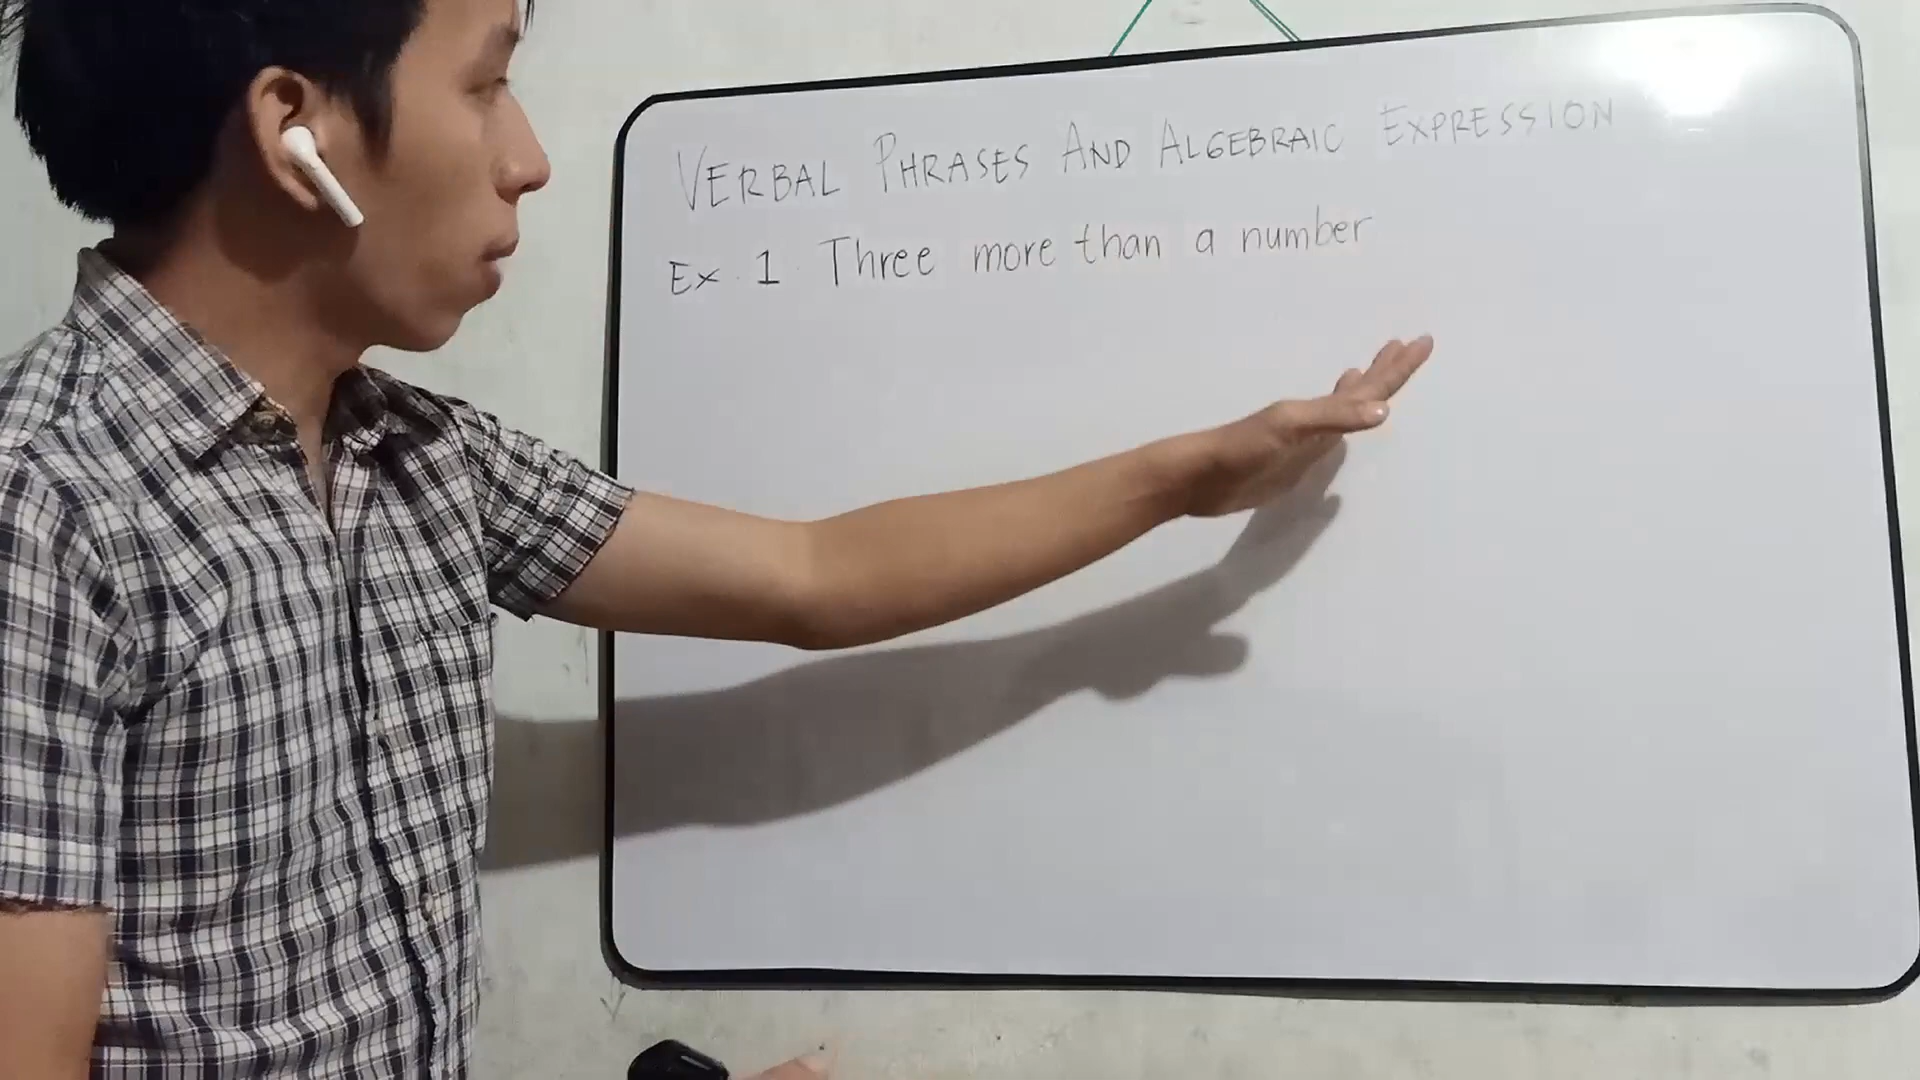 VERBAL PHRASES AND ALGEBRAIC EXPRESSION
Ex. 1. Three more than a number